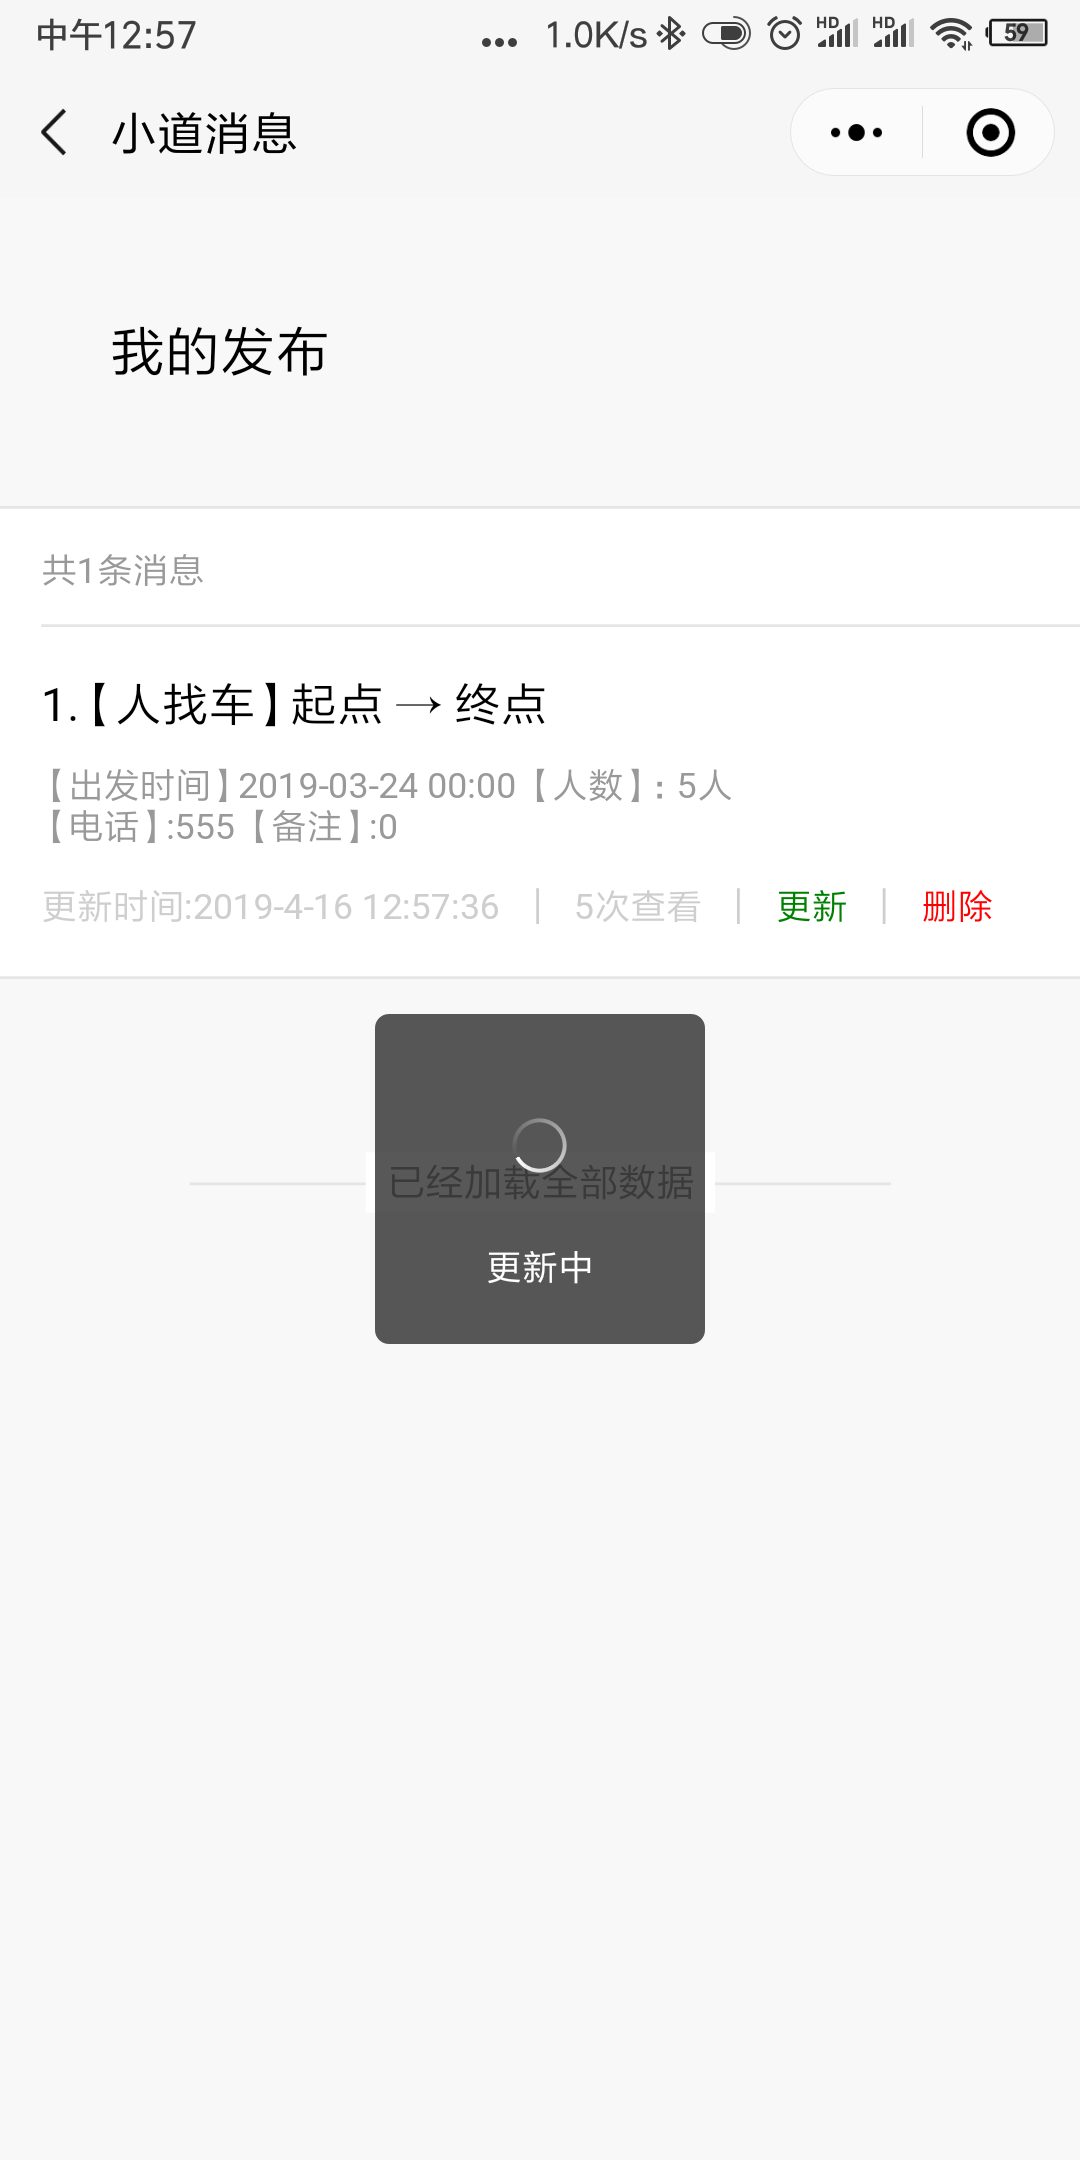 中午12:57 ... 1.0K/s HD HD 59
小道消息
我的发布
共1条消息
1.【人找车】起点 → 终点
【出发时间】2019-03-24 00:00【人数】: 5人
【电话】:555【备注】:0
更新时间:2019-4-16 12:57:36 | 5次查看 | 更新 | 删除
已经加载全部数据
更新中